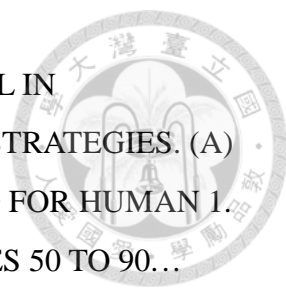 L IN
TRATEGIES. (A)
FOR HUMAN 1.
ES 50 TO 90…